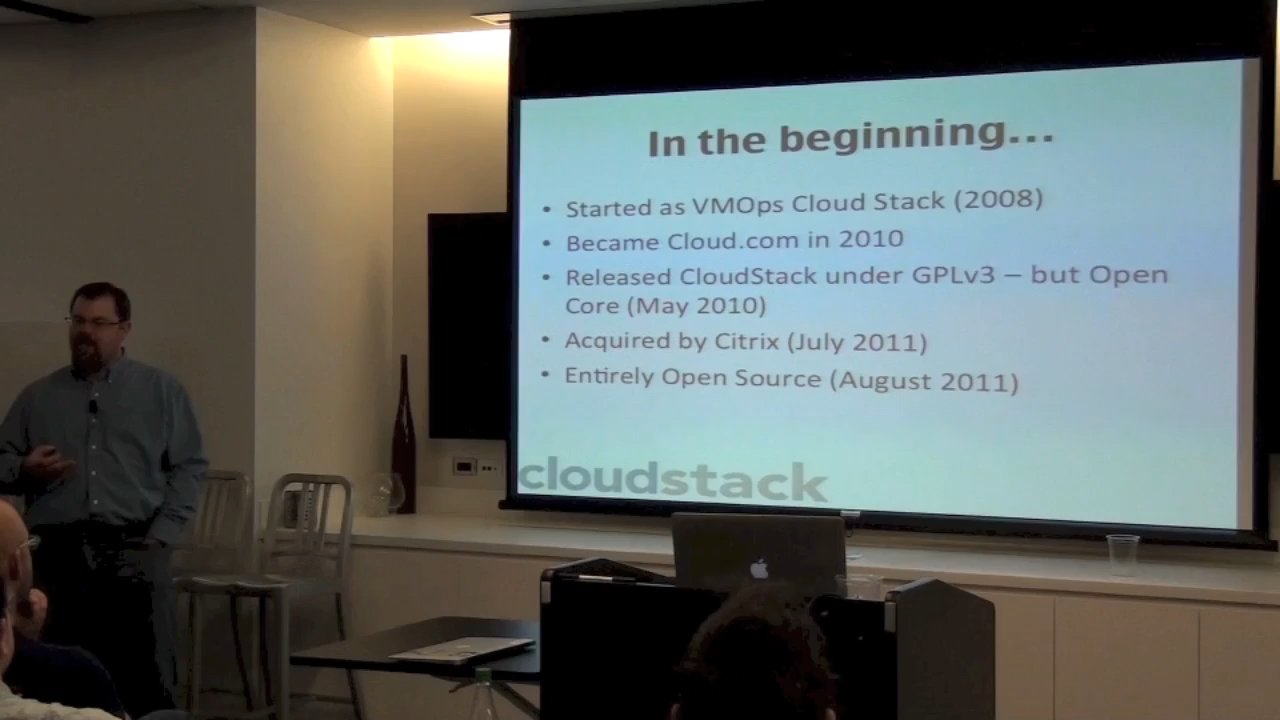 In the beginning...
• Started as VMOps Cloud Stack (2008)
• Became Cloud.com in 2010
• Released CloudStack under GPLv3 – but Open
Core (May 2010)
• Acquired by Citrix (July 2011)
• Entirely Open Source (August 2011)
cloudstack